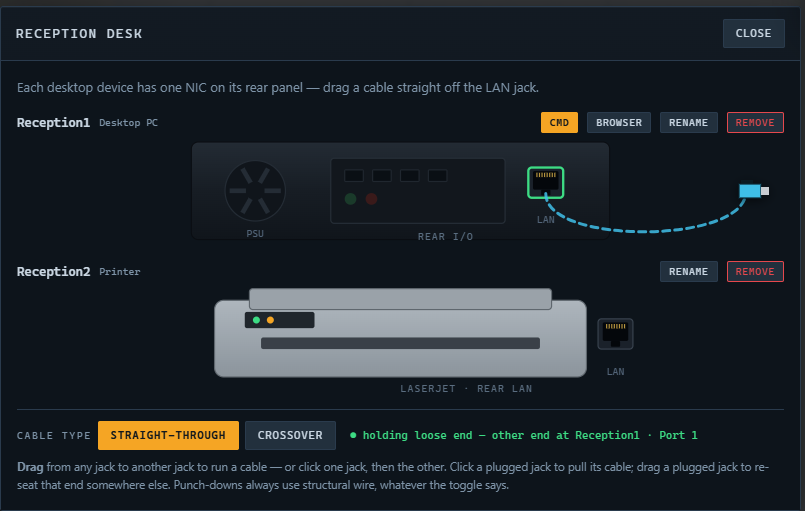 RECEPTION DESK
CLOSE
Each desktop device has one NIC on its rear panel — drag a cable straight off the LAN jack.
Reception1 Desktop PC CMD BROWSER RENAME REMOVE
LAN
PSU
REAR I/O
Reception2 Printer RENAME REMOVE
LAN
LASERJET · REAR LAN
CABLE TYPE STRAIGHT-THROUGH CROSSOVER ● holding loose end — other end at Reception1 · Port 1
Drag from any jack to another jack to run a cable — or click one jack, then the other. Click a plugged jack to pull its cable; drag a plugged jack to re-
seat that end somewhere else. Punch-downs always use structural wire, whatever the toggle says.